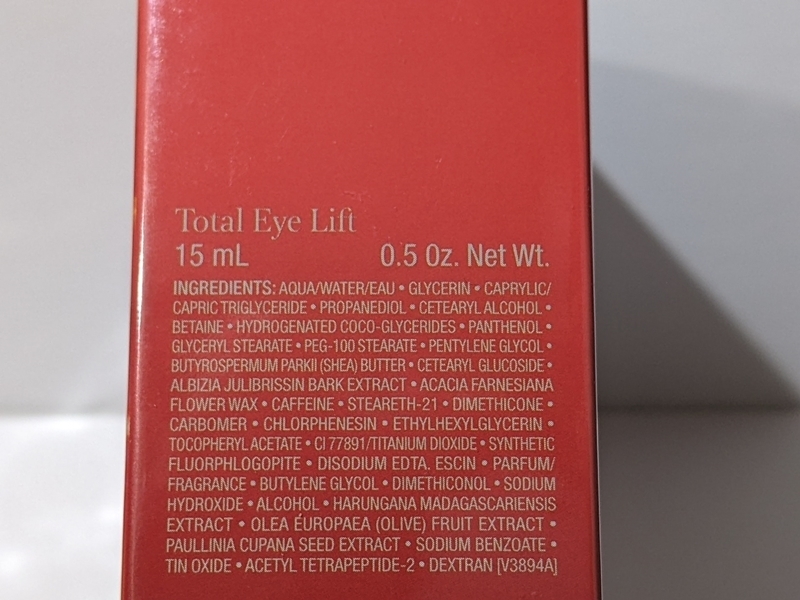 Total Eye Lift
15 mL 0.5 Oz. Net Wt.
INGREDIENTS: AQUA/WATER/EAU • GLYCERIN • CAPRYLIC/
CAPRIC TRIGLYCERIDE • PROPANEDIOL • CETEARYL ALCOHOL •
BETAINE • HYDROGENATED COCO-GLYCERIDES • PANTHENOL •
GLYCERYL STEARATE • PEG-100 STEARATE • PENTYLENE GLYCOL •
BUTYROSPERMUM PARKII (SHEA) BUTTER • CETEARYL GLUCOSIDE •
ALBIZIA JULIBRISSIN BARK EXTRACT • ACACIA FARNESIANA
FLOWER WAX • CAFFEINE • STEARETH-21 • DIMETHICONE •
CARBOMER • CHLORPHENESIN • ETHYLHEXYLGLYCERIN •
TOCOPHERYL ACETATE • CI 77891/TITANIUM DIOXIDE • SYNTHETIC
FLUORPHLOGOPITE • DISODIUM EDTA. ESCIN • PARFUM/
FRAGRANCE • BUTYLENE GLYCOL • DIMETHICONOL • SODIUM
HYDROXIDE • ALCOHOL • HARUNGANA MADAGASCARIENSIS
EXTRACT • OLEA EUROPAEA (OLIVE) FRUIT EXTRACT •
PAULLINIA CUPANA SEED EXTRACT • SODIUM BENZOATE •
TIN OXIDE • ACETYL TETRAPEPTIDE-2 • DEXTRAN [V3894A]